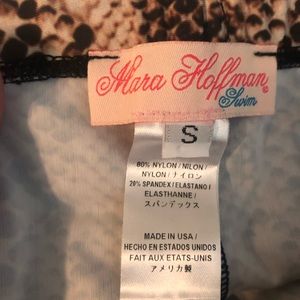 Mara Hoffman
Swim
®
S
80% NYLON / NILON /
NYLON / ナイロン
20% SPANDEX / ELASTANO /
ELASTHANNE /
スパンデックス
MADE IN USA /
HECHO EN ESTADOS UNIDOS
FAIT AUX ETATS-UNIS
アメリカ製